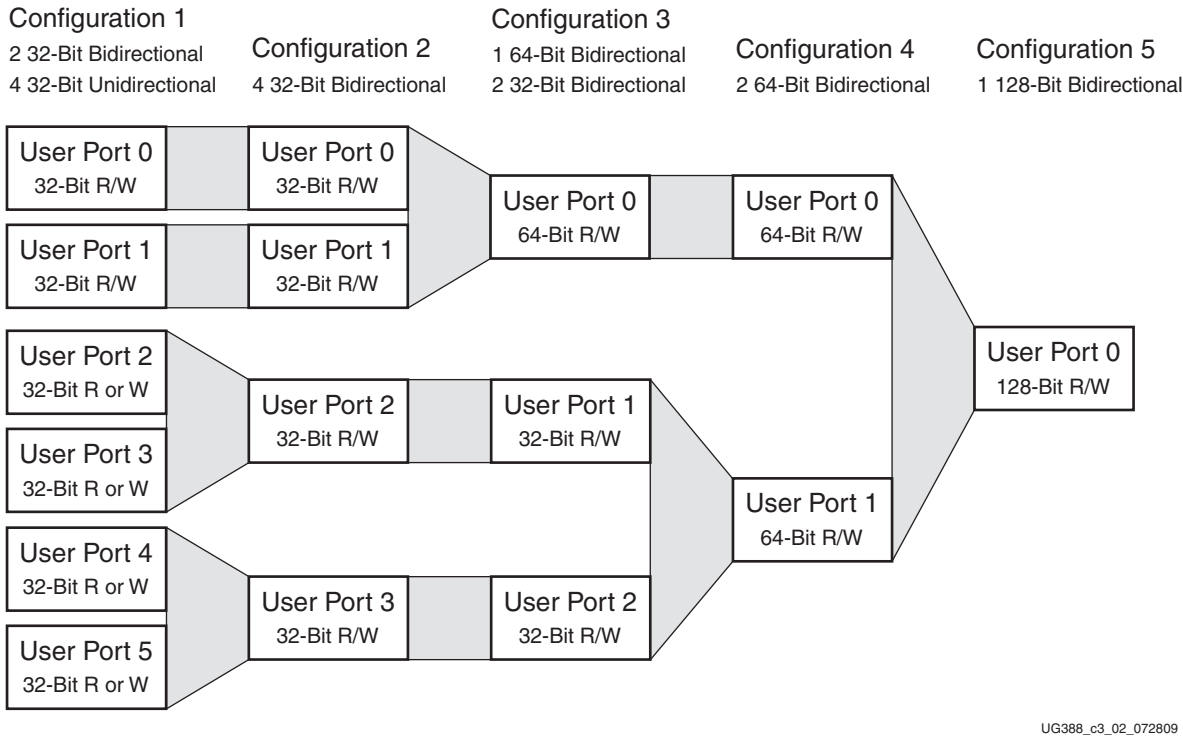 Configuration 1
2 32-Bit Bidirectional
4 32-Bit Unidirectional
Configuration 2
4 32-Bit Bidirectional
Configuration 3
1 64-Bit Bidirectional
2 32-Bit Bidirectional
Configuration 4
2 64-Bit Bidirectional
Configuration 5
1 128-Bit Bidirectional
User Port 0
32-Bit R/W
User Port 1
32-Bit R/W
User Port 2
32-Bit R or W
User Port 3
32-Bit R or W
User Port 4
32-Bit R or W
User Port 5
32-Bit R or W
User Port 0
32-Bit R/W
User Port 1
32-Bit R/W
User Port 2
32-Bit R/W
User Port 3
32-Bit R/W
User Port 0
64-Bit R/W
User Port 1
32-Bit R/W
User Port 2
32-Bit R/W
User Port 0
64-Bit R/W
User Port 1
64-Bit R/W
User Port 0
128-Bit R/W
UG388_c3_02_072809